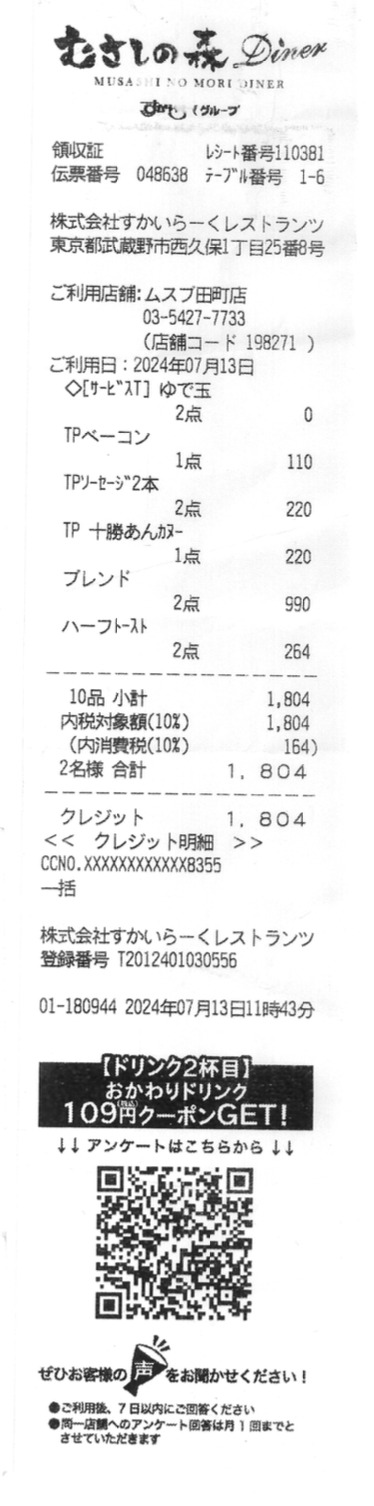 むさしの森 Diner
MUSASHI NO MORI DINER
すかいらーくグループ
領収証 レシート番号110381
伝票番号 048638 テーブル番号 1-6
株式会社すかいらーくレストランツ
東京都武蔵野市西久保1丁目25番8号
ご利用店舗:ムスブ田町店
03-5427-7733
(店舗コード 198271 )
ご利用日：2024年07月13日
◇[サービスT] ゆで玉
2点 0
TPベーコン
1点 110
TPソーセージ2本
2点 220
TP 十勝あんカヌー
1点 220
ブレンド
2点 990
ハーフトースト
2点 264
10品 小計 1,804
内税対象額(10%) 1,804
(内消費税(10%) 164)
2名様 合計 1,804
クレジット 1,804
<< クレジット明細 >>
CCNO.XXXXXXXXXXXX8355
一括
株式会社すかいらーくレストランツ
登録番号 T2012401030556
01-180944 2024年07月13日11時43分
【ドリンク2杯目】
おかわりドリンク
109円(税込)クーポンGET!
↓↓アンケートはこちらから↓↓
ぜひお客様の声をお聞かせください！
●ご利用後、7日以内にご回答ください
●同一店舗へのアンケート回答は月1回までと
させていただきます